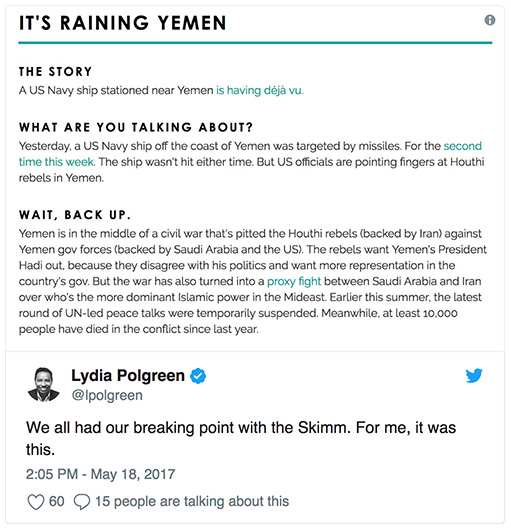 IT'S RAINING YEMEN
THE STORY
A US Navy ship stationed near Yemen is having déjà vu.
WHAT ARE YOU TALKING ABOUT?
Yesterday, a US Navy ship off the coast of Yemen was targeted by missiles. For the second
time this week. The ship wasn't hit either time. But US officials are pointing fingers at Houthi
rebels in Yemen.
WAIT, BACK UP.
Yemen is in the middle of a civil war that's pitted the Houthi rebels (backed by Iran) against
Yemen gov forces (backed by Saudi Arabia and the US). The rebels want Yemen's President
Hadi out, because they disagree with his politics and want more representation in the
country's gov. But the war has also turned into a proxy fight between Saudi Arabia and Iran
over who's the more dominant Islamic power in the Mideast. Earlier this summer, the latest
round of UN-led peace talks were temporarily suspended. Meanwhile, at least 10,000
people have died in the conflict since last year.
Lydia Polgreen
@lpolgreen
We all had our breaking point with the Skimm. For me, it was
this.
2:05 PM - May 18, 2017
60 15 people are talking about this